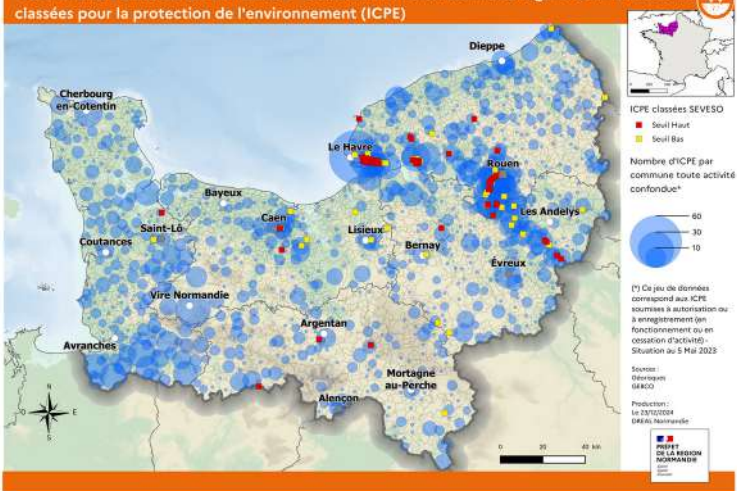 classées pour la protection de l'environnement (ICPE)
Dieppe
Cherbourg
en-Cotentin
Le Havre
Rouen
Bayeux
Caen
Les Andelys
Saint-Lô
Lisieux
Coutances
Bernay
Évreux
Vire Normandie
Argentan
Avranches
Mortagne
au-Perche
Alençon
N
O
E
S
0 20 40 km
ICPE classées SEVESO
Seuil Haut
Seuil Bas
Nombre d'ICPE par
commune toute activité
confondue*
60
30
10
(*) Ce jeu de données
correspond aux ICPE
soumises à autorisation ou
à enregistrement (en
fonctionnement ou en
cessation d'activité) -
Situation au 5 Mai 2023
Sources :
Géorisques
GEBCO
Production :
Le 23/12/2024
DREAL Normandie
PRÉFET
DE LA RÉGION
NORMANDIE